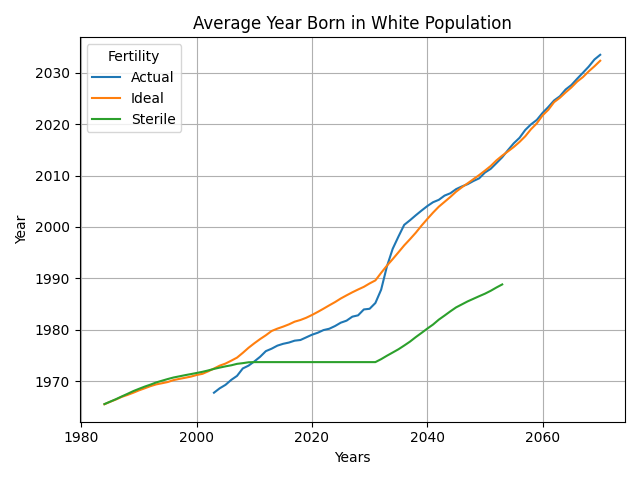 Average Year Born in White Population
Fertility
Actual
Ideal
Sterile
Year
2030
2020
2010
2000
1990
1980
1970
1980
2000
2020
2040
2060
Years